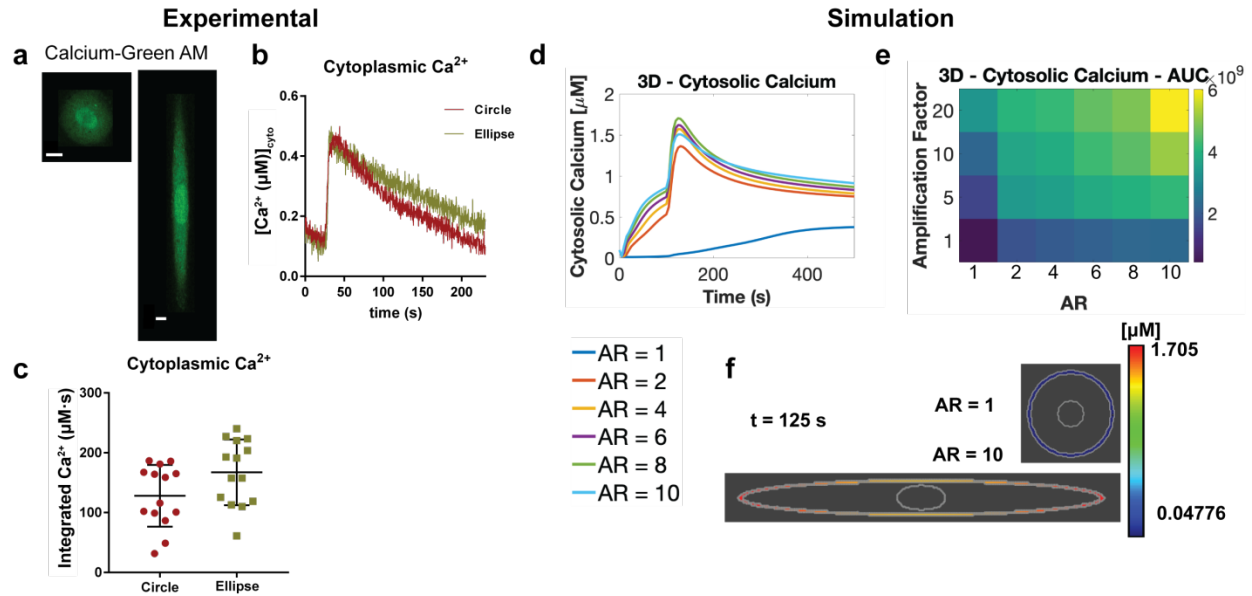 Experimental
Simulation
a
Calcium-Green AM
b
Cytoplasmic Ca²⁺
[Ca²⁺ (µM)]cyto
0.6
0.4
0.2
0.0
Circle
Ellipse
0 50 100 150 200
time (s)
c
Cytoplasmic Ca²⁺
Integrated Ca²⁺ (µM·s)
300
200
100
0
Circle Ellipse
d
3D - Cytosolic Calcium
Cytosolic Calcium [µM]
2
1.5
1
0.5
0
0 200 400
Time (s)
AR = 1
AR = 2
AR = 4
AR = 6
AR = 8
AR = 10
e
3D - Cytosolic Calcium - AUC
×10⁹
Amplification Factor
20
10
5
1
1 2 4 6 8 10
AR
6
4
2
f
t = 125 s
AR = 1
AR = 10
[µM]
1.705
0.04776